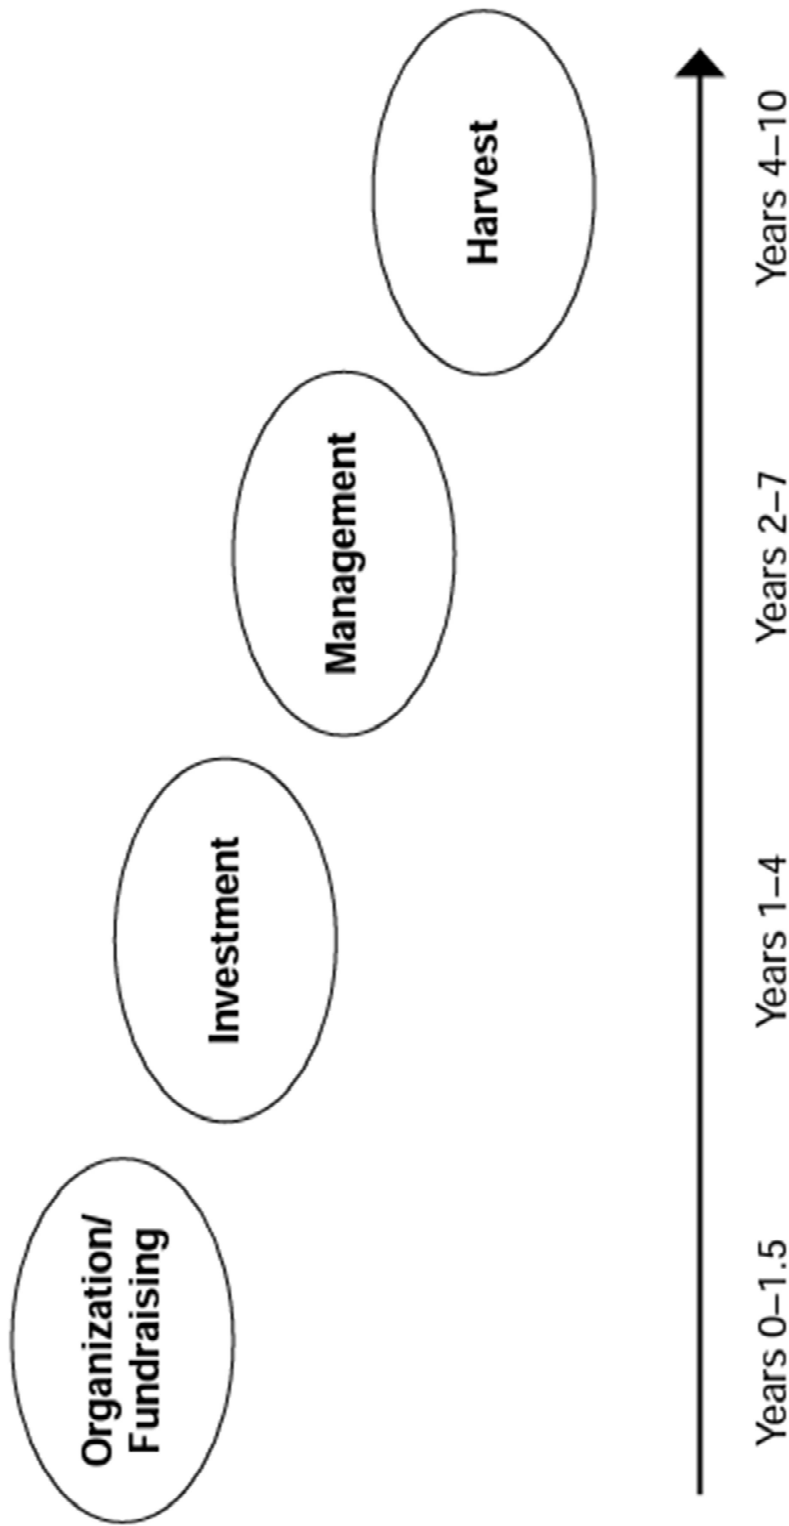 Organization/
Fundraising
Investment
Management
Harvest
Years 0–1.5
Years 1–4
Years 2–7
Years 4–10